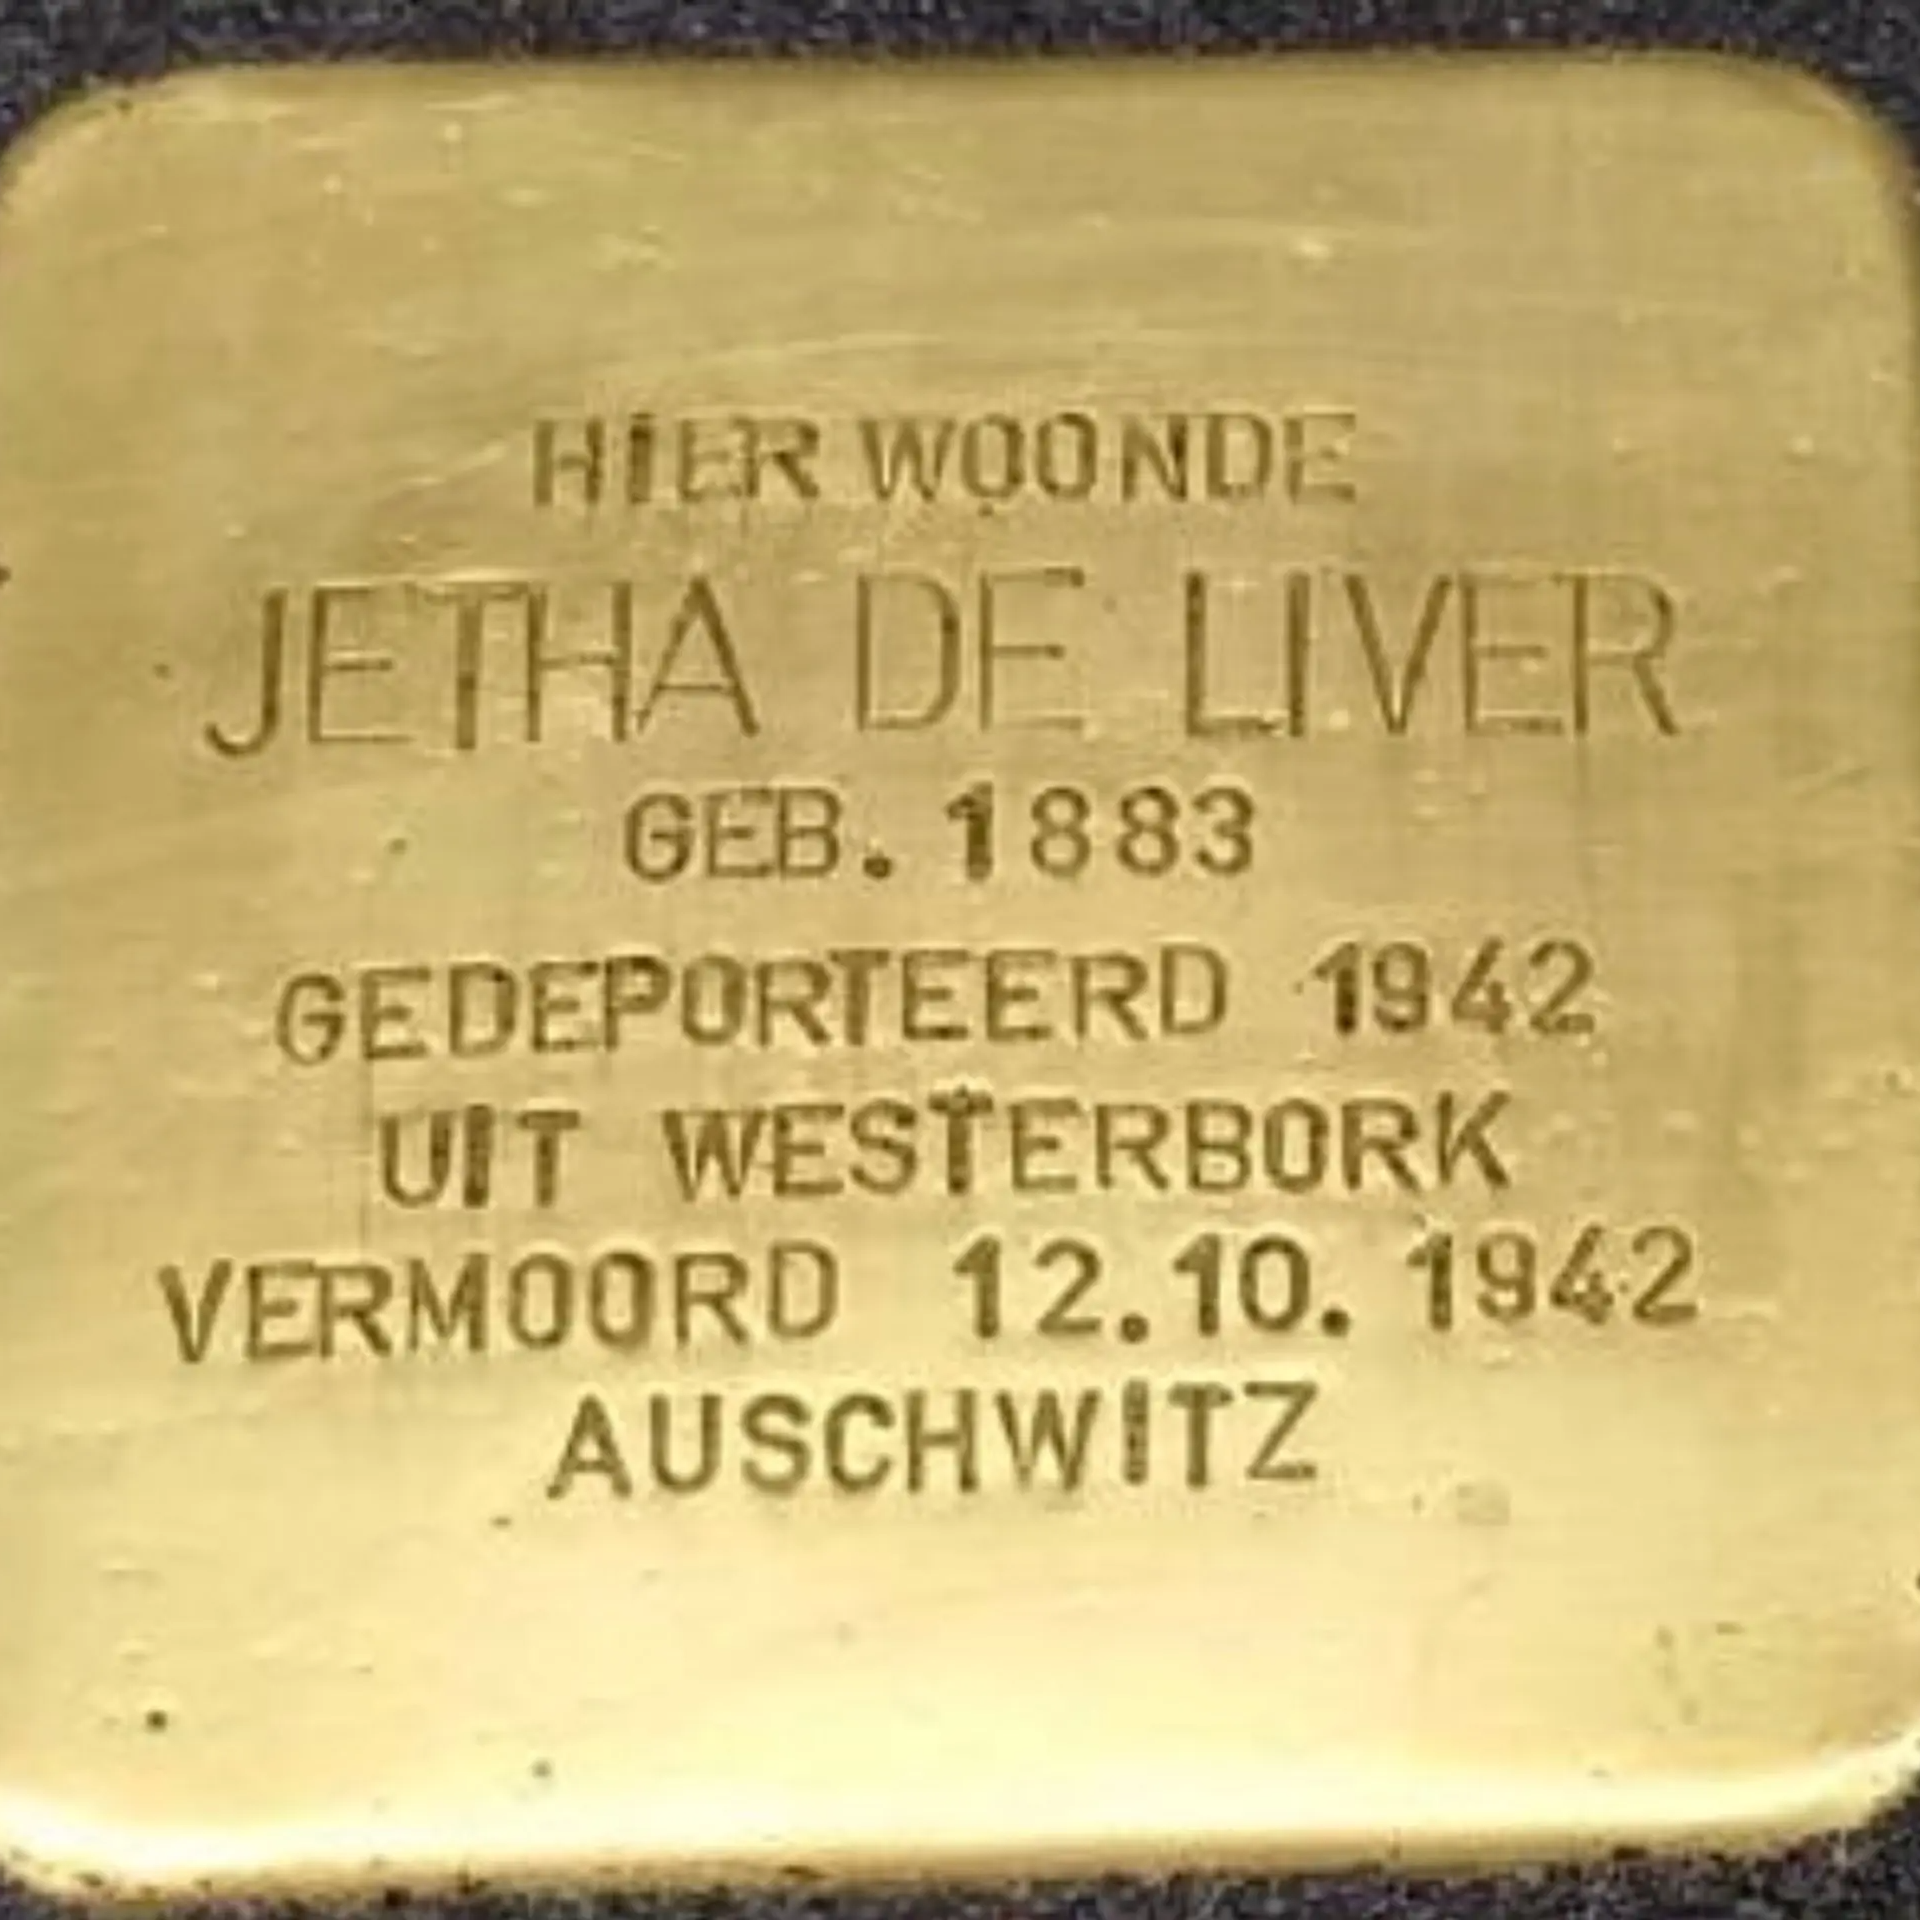 HIER WOONDE
JETHA DE LIVER
GEB. 1883
GEDEPORTEERD 1942
UIT WESTERBORK
VERMOORD 12.10.1942
AUSCHWITZ